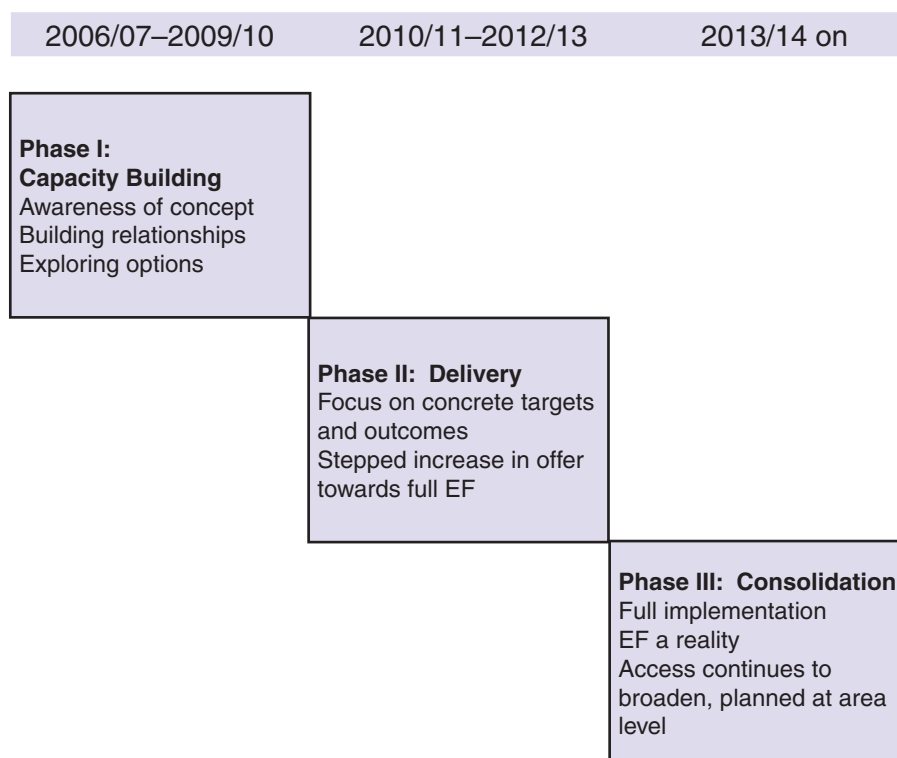 2006/07–2009/10 2010/11–2012/13 2013/14 on
Phase I:
Capacity Building
Awareness of concept
Building relationships
Exploring options
Phase II:  Delivery
Focus on concrete targets
and outcomes
Stepped increase in offer
towards full EF
Phase III:  Consolidation
Full implementation
EF a reality
Access continues to
broaden, planned at area
level